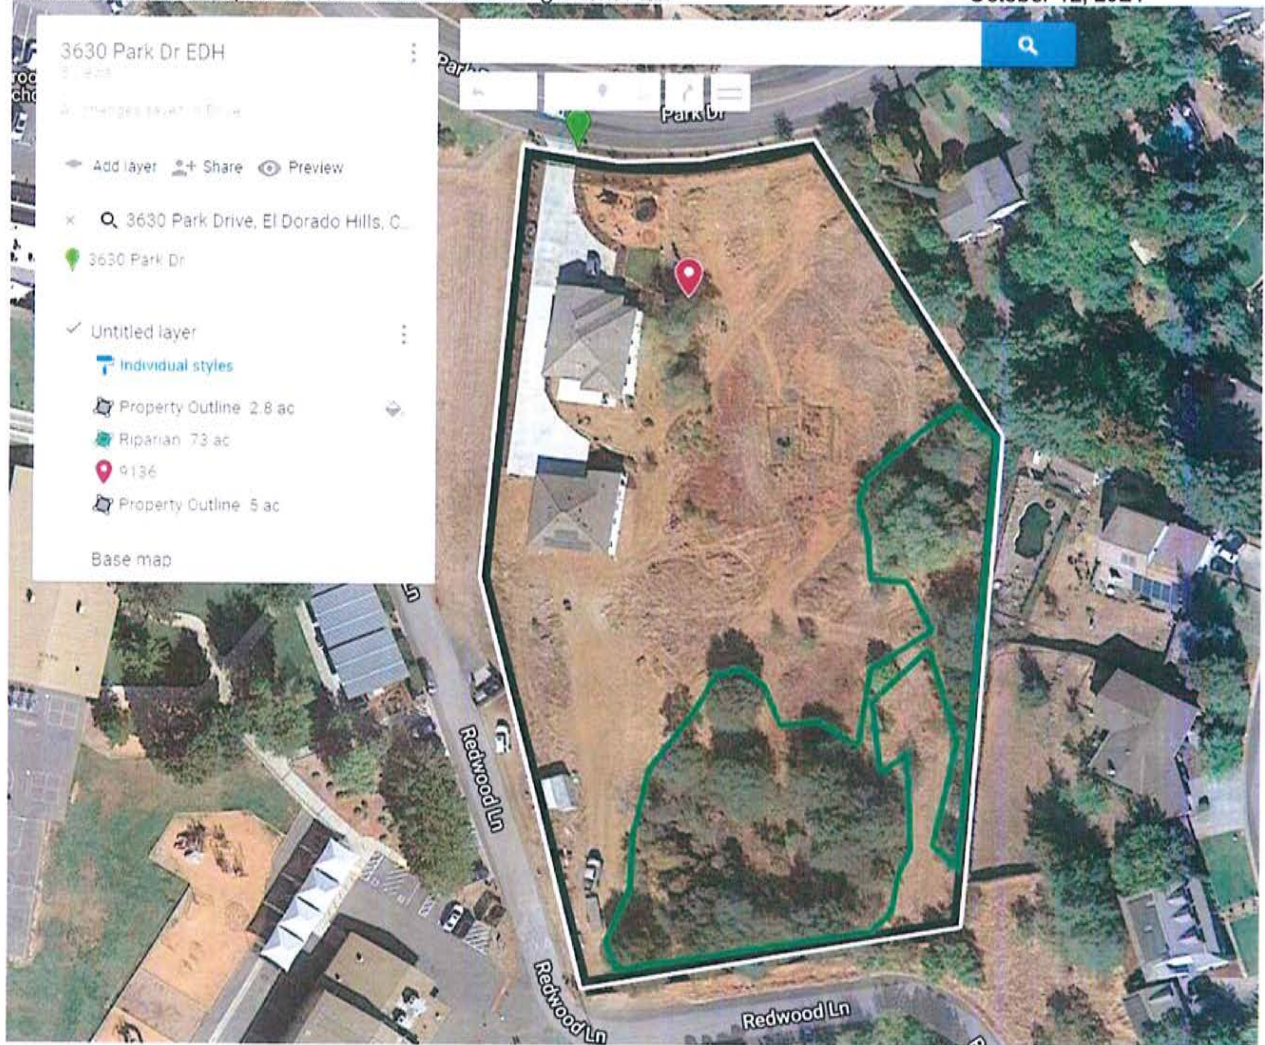 3630 Park Dr EDH
Add layer Share Preview
3630 Park Drive, El Dorado Hills, C...
3630 Park Dr
Untitled layer
Individual styles
Property Outline 2.8 ac
Riparian 73 ac
9136
Property Outline 5 ac
Base map
Park Dr
Redwood Ln
Redwood Ln
Redwood Ln